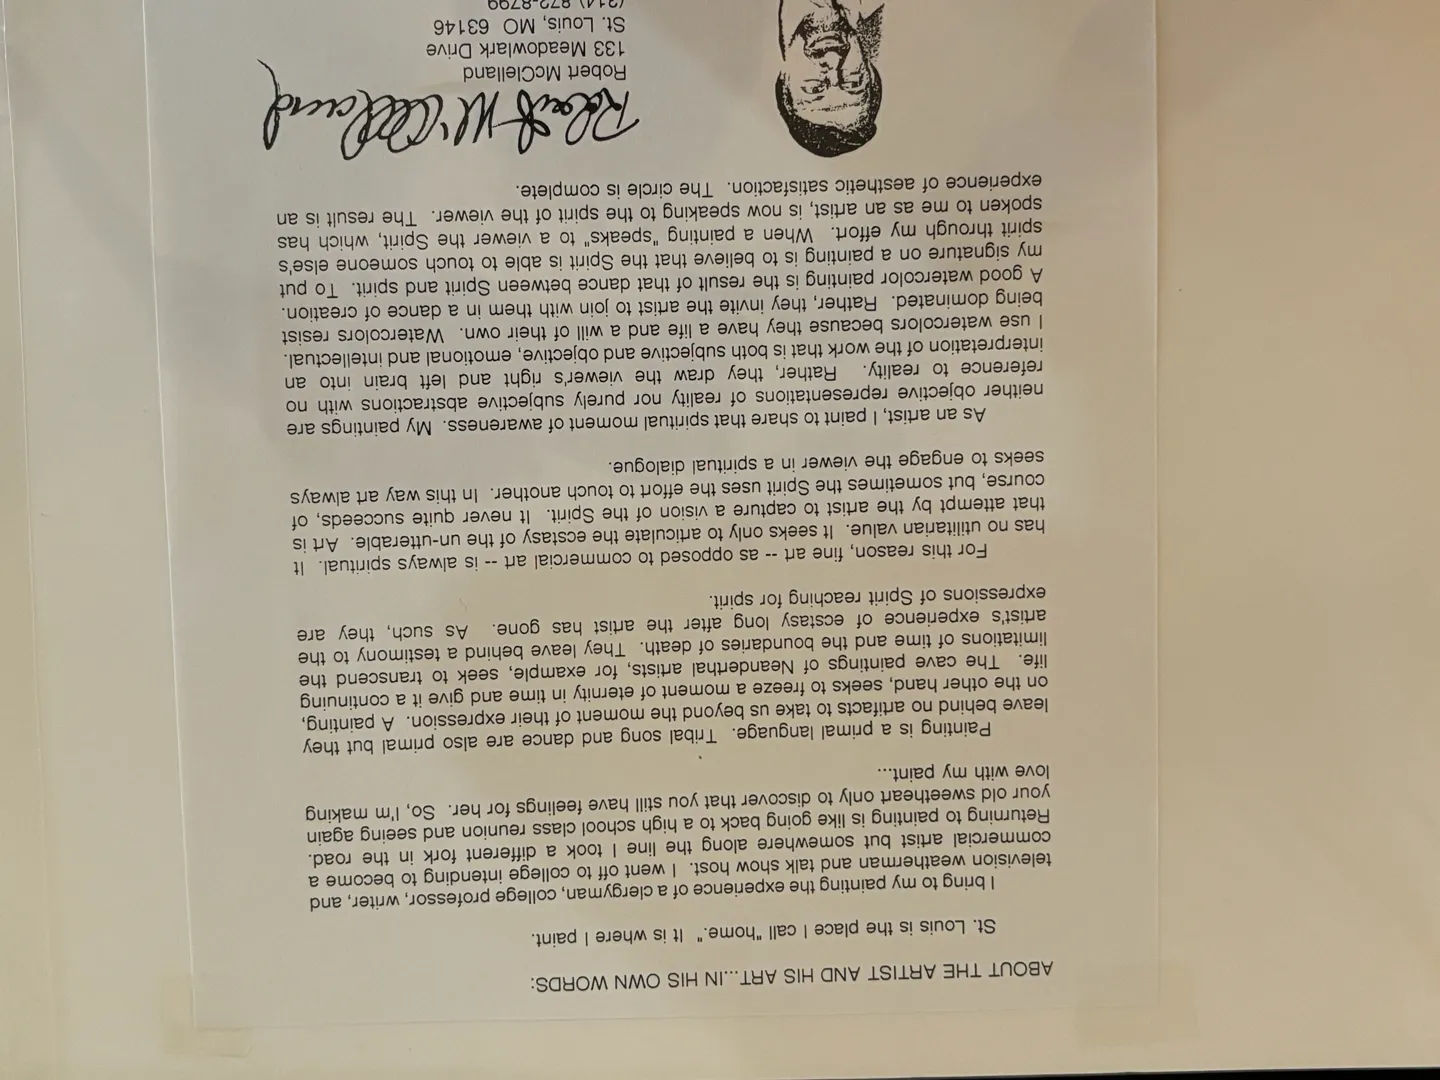 ABOUT THE ARTIST AND HIS ART...IN HIS OWN WORDS:
St. Louis is the place I call "home." It is where I paint.
I bring to my painting the experience of a clergyman, college professor, writer, and
television weatherman and talk show host. I went off to college intending to become a
commercial artist but somewhere along the line I took a different fork in the road.
Returning to painting is like going back to a high school class reunion and seeing again
your old sweetheart only to discover that you still have feelings for her. So, I'm making
love with my paint...
Painting is a primal language. Tribal song and dance are also primal but they
leave behind no artifacts to take us beyond the moment of their expression. A painting,
on the other hand, seeks to freeze a moment of eternity in time and give it a continuing
life. The cave paintings of Neanderthal artists, for example, seek to transcend the
limitations of time and the boundaries of death. They leave behind a testimony to the
artist's experience of ecstasy long after the artist has gone. As such, they are
expressions of Spirit reaching for spirit.
For this reason, fine art -- as opposed to commercial art -- is always spiritual. It
has no utilitarian value. It seeks only to articulate the ecstasy of the un-utterable. Art is
that attempt by the artist to capture a vision of the Spirit. It never quite succeeds, of
course, but sometimes the Spirit uses the effort to touch another. In this way art always
seeks to engage the viewer in a spiritual dialogue.
As an artist, I paint to share that spiritual moment of awareness. My paintings are
neither objective representations of reality nor purely subjective abstractions with no
reference to reality. Rather, they draw the viewer's right and left brain into an
interpretation of the work that is both subjective and objective, emotional and intellectual.
I use watercolors because they have a life and a will of their own. Watercolors resist
being dominated. Rather, they invite the artist to join with them in a dance of creation.
A good watercolor painting is the result of that dance between Spirit and spirit. To put
my signature on a painting is to believe that the Spirit is able to touch someone else's
spirit through my effort. When a painting "speaks" to a viewer the Spirit, which has
spoken to me as an artist, is now speaking to the spirit of the viewer. The result is an
experience of aesthetic satisfaction. The circle is complete.
Robert McClelland
Robert McClelland
133 Meadowlark Drive
St. Louis, MO 63146
(314) 872-8799